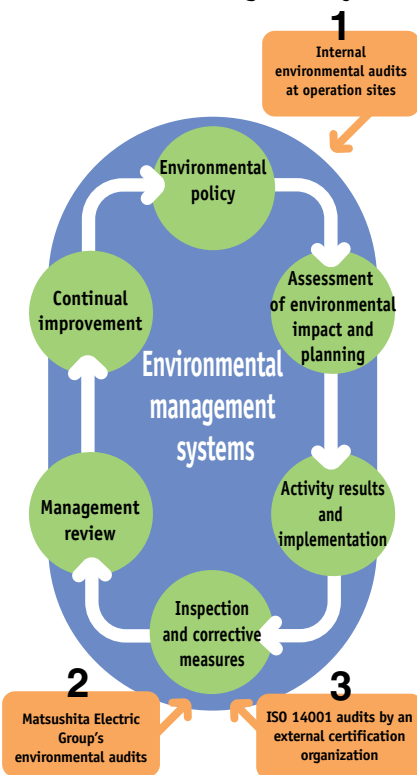 1
Internal
environmental audits
at operation sites
Environmental
policy
Assessment
of environmental
impact and
planning
Continual
improvement
Environmental
management
systems
Activity results
and
implementation
Management
review
Inspection
and corrective
measures
2
Matsushita Electric
Group's
environmental audits
3
ISO 14001 audits by an
external certification
organization